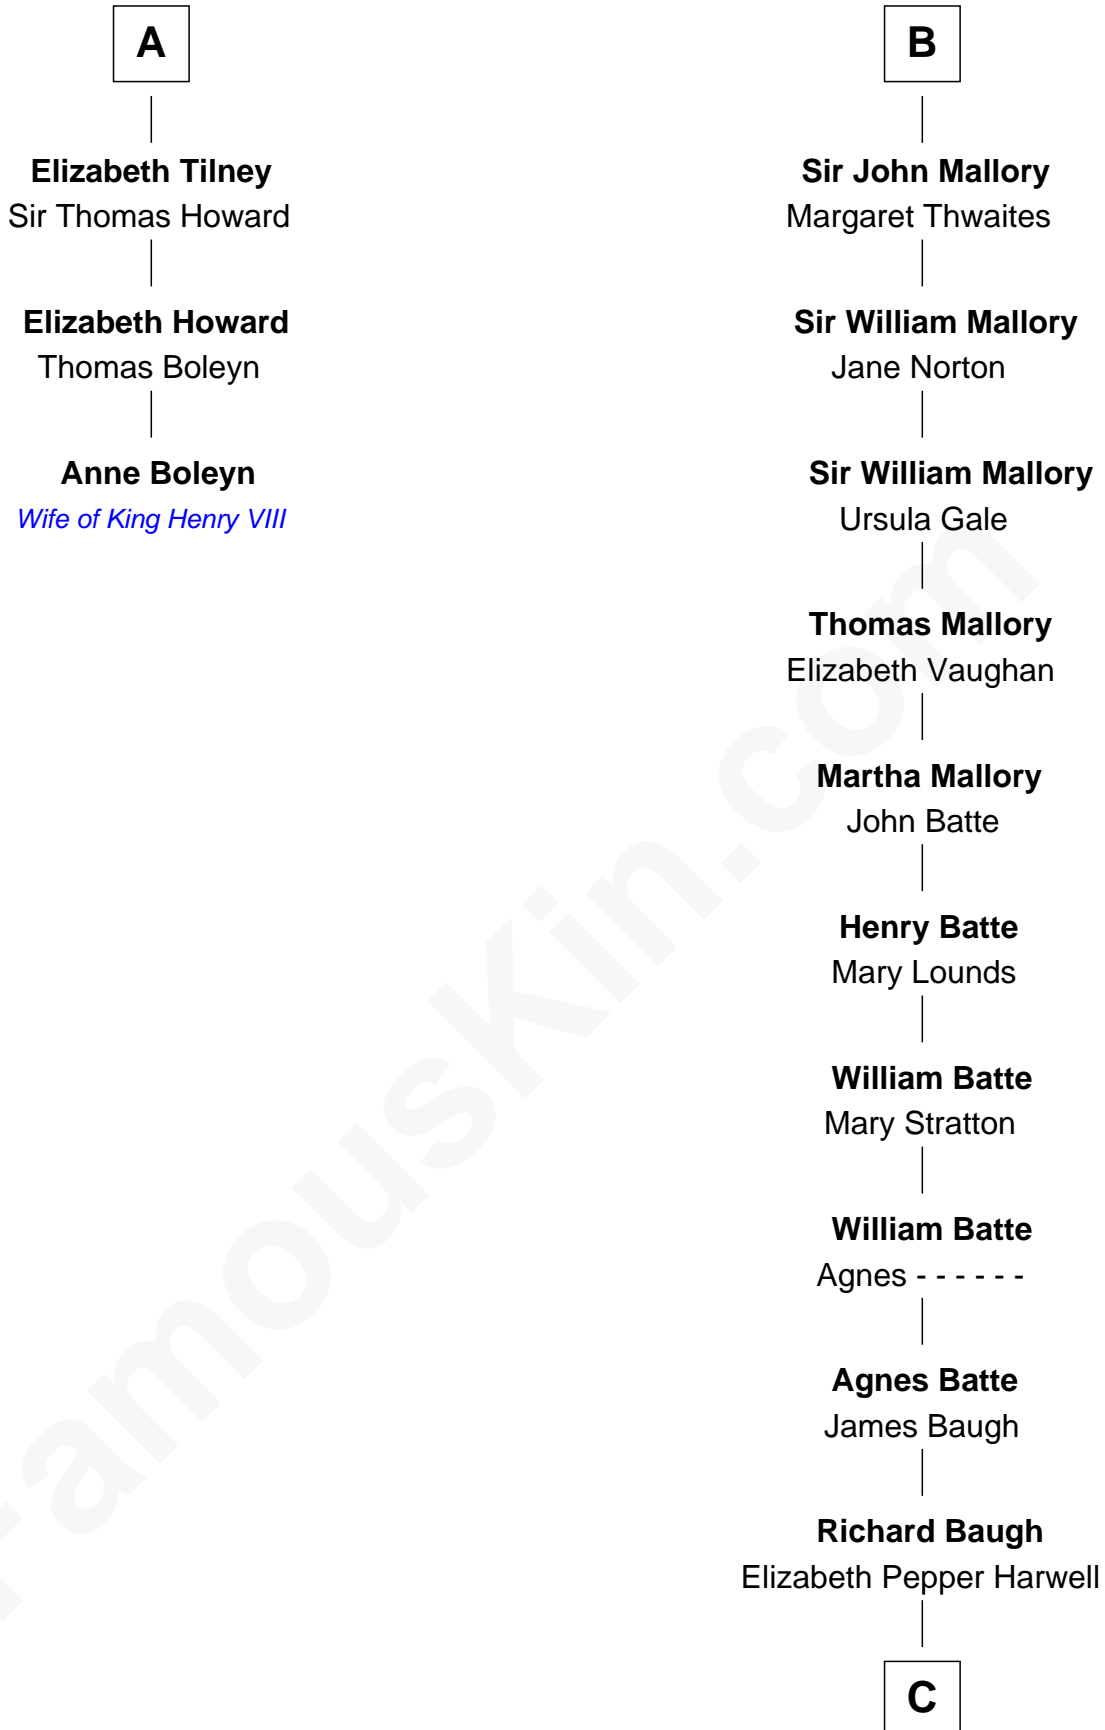 A
Elizabeth Tilney
Sir Thomas Howard
Elizabeth Howard
Thomas Boleyn
Anne Boleyn
Wife of King Henry VIII
B
Sir John Mallory
Margaret Thwaites
Sir William Mallory
Jane Norton
Sir William Mallory
Ursula Gale
Thomas Mallory
Elizabeth Vaughan
Martha Mallory
John Batte
Henry Batte
Mary Lounds
William Batte
Mary Stratton
William Batte
Agnes - - - - - -
Agnes Batte
James Baugh
Richard Baugh
Elizabeth Pepper Harwell
C
FamousKin.com